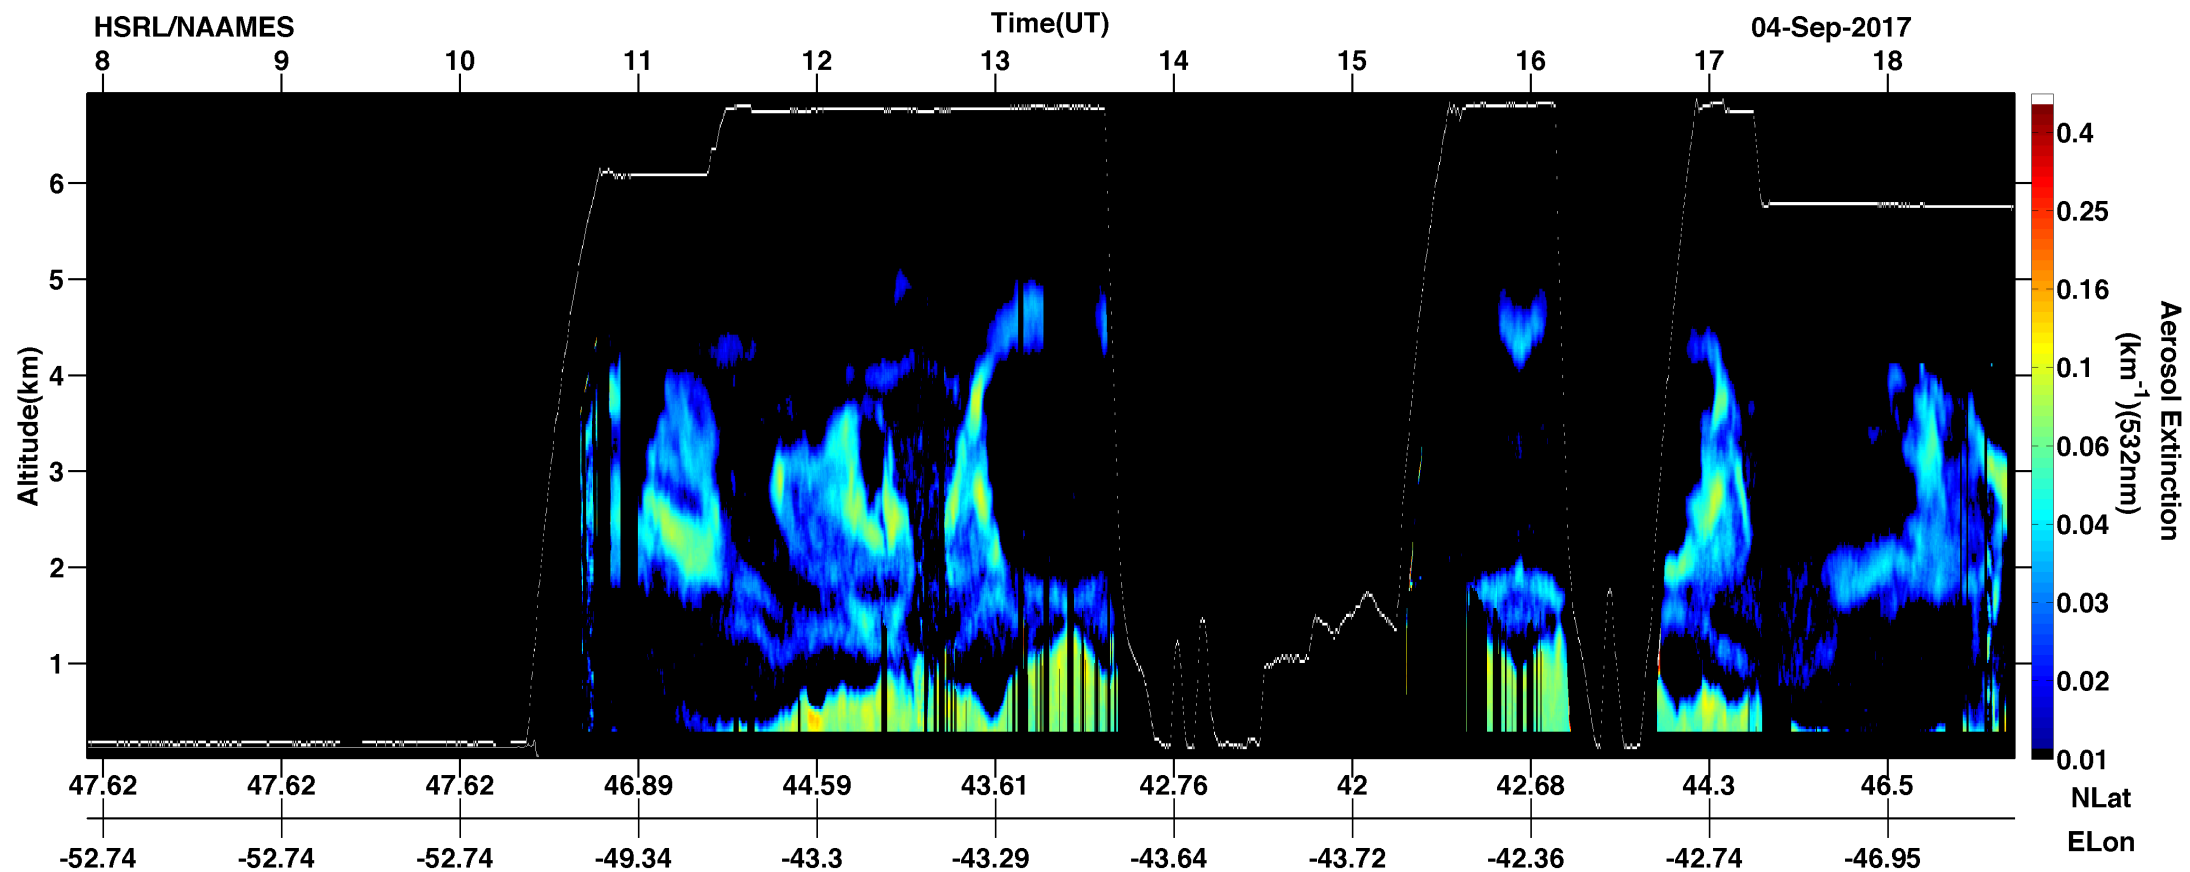 HSRL/NAAMES Time(UT) 04-Sep-2017
8 9 10 11 12 13 14 15 16 17 18
6
5
4
3
2
1
Altitude(km)
0.4
0.25
0.16
0.1
0.06
0.04
0.03
0.02
0.01
Aerosol Extinction
(km-1)(532nm)
47.62 47.62 47.62 46.89 44.59 43.61 42.76 42 42.68 44.3 46.5 NLat
-52.74 -52.74 -52.74 -49.34 -43.3 -43.29 -43.64 -43.72 -42.36 -42.74 -46.95 ELon